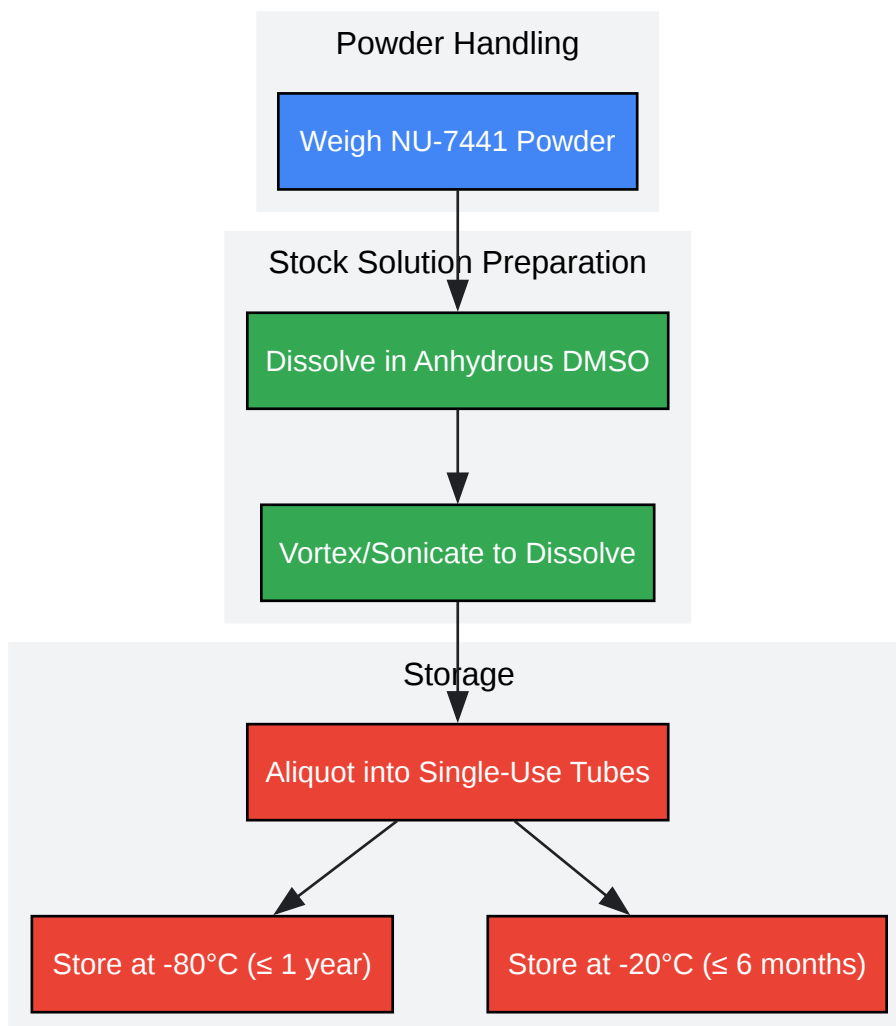 Powder Handling
Weigh NU-7441 Powder
Stock Solution Preparation
Dissolve in Anhydrous DMSO
Vortex/Sonicate to Dissolve
Storage
Aliquot into Single-Use Tubes
Store at -80°C (≤ 1 year)
Store at -20°C (≤ 6 months)